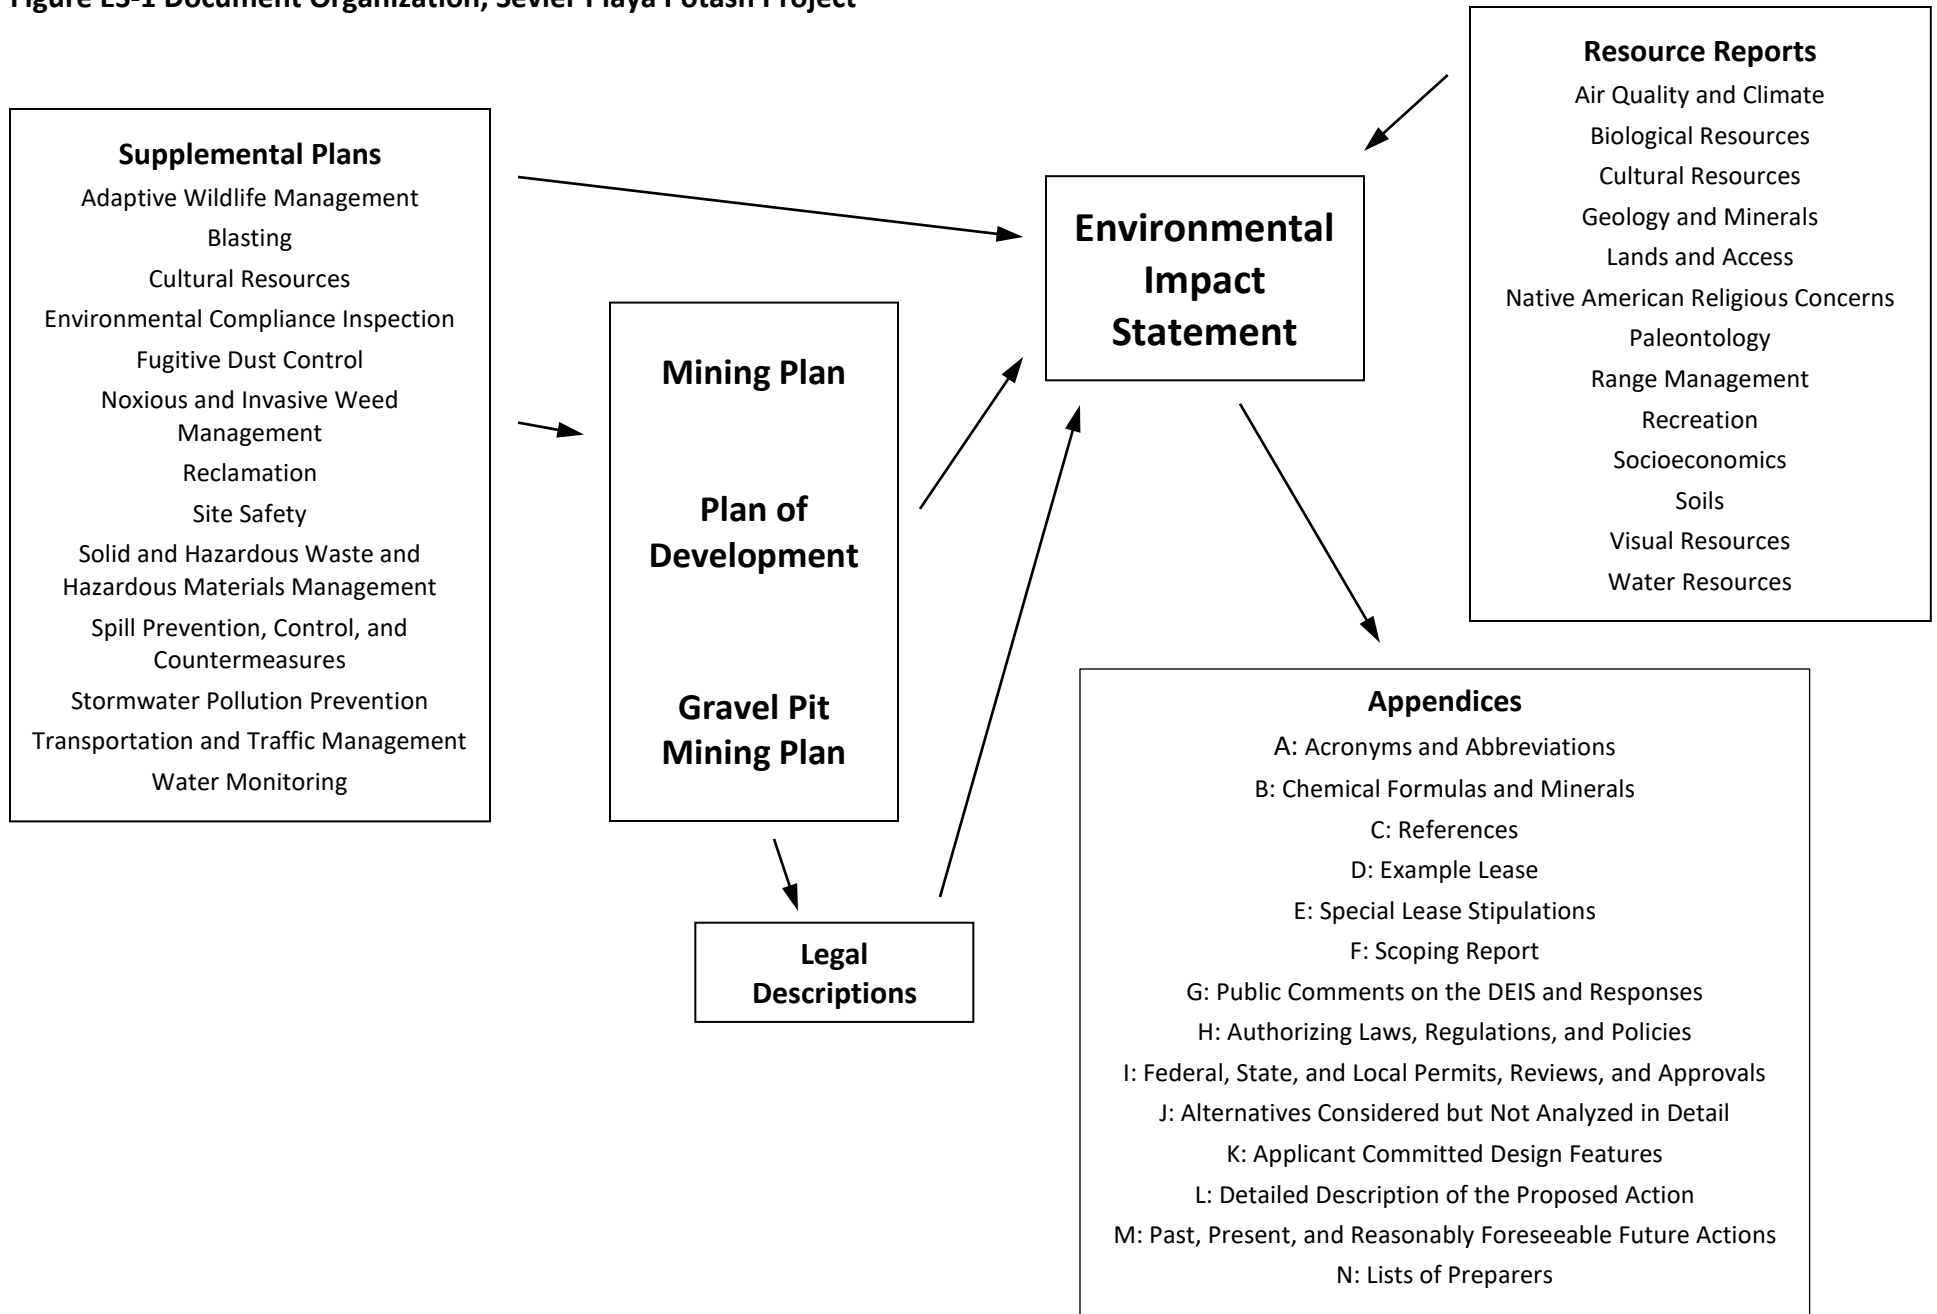 Figure ES-1 Document Organization, Sevier Playa Potash Project
Supplemental Plans
Adaptive Wildlife Management
Blasting
Cultural Resources
Environmental Compliance Inspection
Fugitive Dust Control
Noxious and Invasive Weed
Management
Reclamation
Site Safety
Solid and Hazardous Waste and
Hazardous Materials Management
Spill Prevention, Control, and
Countermeasures
Stormwater Pollution Prevention
Transportation and Traffic Management
Water Monitoring
Mining Plan
Plan of
Development
Gravel Pit
Mining Plan
Legal
Descriptions
Environmental
Impact
Statement
Resource Reports
Air Quality and Climate
Biological Resources
Cultural Resources
Geology and Minerals
Lands and Access
Native American Religious Concerns
Paleontology
Range Management
Recreation
Socioeconomics
Soils
Visual Resources
Water Resources
Appendices
A: Acronyms and Abbreviations
B: Chemical Formulas and Minerals
C: References
D: Example Lease
E: Special Lease Stipulations
F: Scoping Report
G: Public Comments on the DEIS and Responses
H: Authorizing Laws, Regulations, and Policies
I: Federal, State, and Local Permits, Reviews, and Approvals
J: Alternatives Considered but Not Analyzed in Detail
K: Applicant Committed Design Features
L: Detailed Description of the Proposed Action
M: Past, Present, and Reasonably Foreseeable Future Actions
N: Lists of Preparers